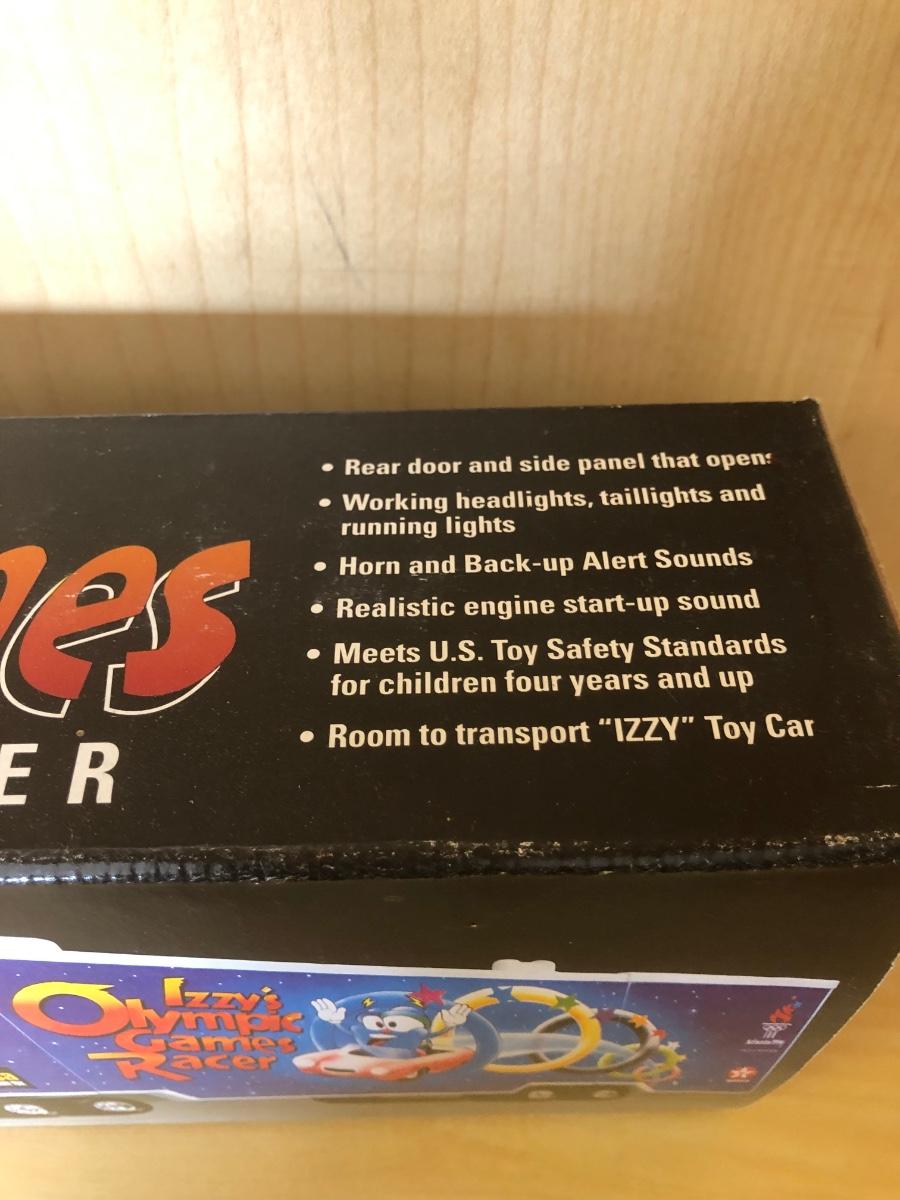 • Rear door and side panel that opens
• Working headlights, taillights and
running lights
• Horn and Back-up Alert Sounds
• Realistic engine start-up sound
• Meets U.S. Toy Safety Standards
for children four years and up
• Room to transport “IZZY” Toy Car
es
ER
Izzy's
Olympic
Games
Racer